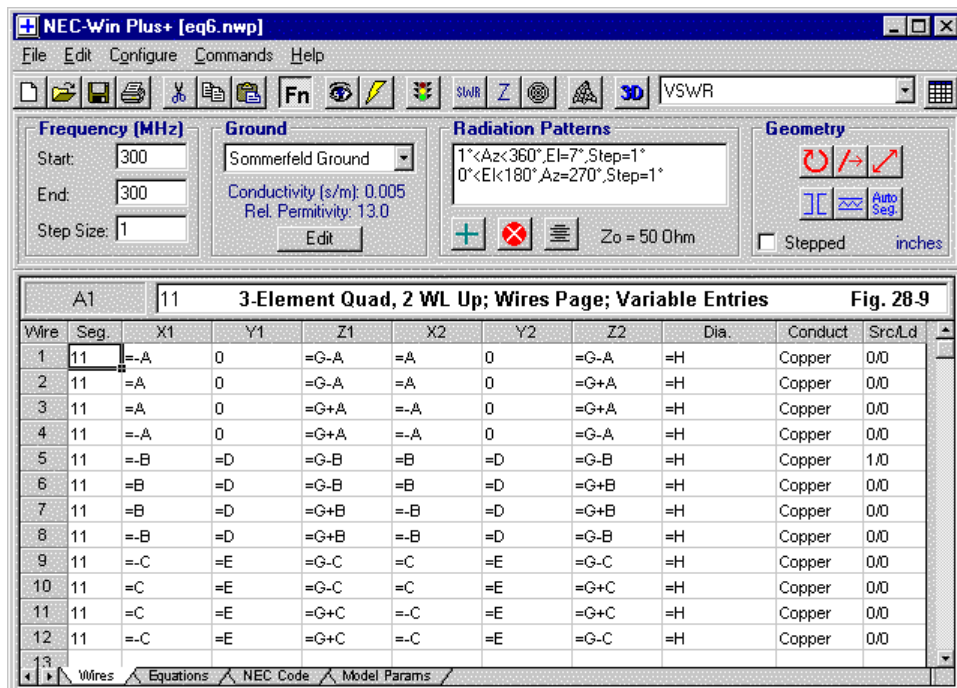 NEC-Win Plus+ [eq6.nwp]
File Edit Configure Commands Help
Fn SWR Z 3D VSWR
Frequency (MHz) Ground Radiation Patterns Geometry
Start: 300 Sommerfeld Ground 1°<Az<360°,El=7°,Step=1°
0°<El<180°,Az=270°,Step=1°
End: 300 Conductivity (s/m): 0.005
Rel. Permitivity: 13.0 Auto Seg.
Step Size: 1 Edit Zo = 50 Ohm Stepped inches
A1 11 3-Element Quad, 2 WL Up; Wires Page; Variable Entries Fig. 28-9
Wire Seg. X1 Y1 Z1 X2 Y2 Z2 Dia. Conduct Src/Ld
1 11 =-A 0 =G-A =A 0 =G-A =H Copper 0/0
2 11 =A 0 =G-A =A 0 =G+A =H Copper 0/0
3 11 =A 0 =G+A =-A 0 =G+A =H Copper 0/0
4 11 =-A 0 =G+A =-A 0 =G-A =H Copper 0/0
5 11 =-B =D =G-B =B =D =G-B =H Copper 1/0
6 11 =B =D =G-B =B =D =G+B =H Copper 0/0
7 11 =B =D =G+B =-B =D =G+B =H Copper 0/0
8 11 =-B =D =G+B =-B =D =G-B =H Copper 0/0
9 11 =-C =E =G-C =C =E =G-C =H Copper 0/0
10 11 =C =E =G-C =C =E =G+C =H Copper 0/0
11 11 =C =E =G+C =-C =E =G+C =H Copper 0/0
12 11 =-C =E =G+C =-C =E =G-C =H Copper 0/0
13
Wires Equations NEC Code Model Params